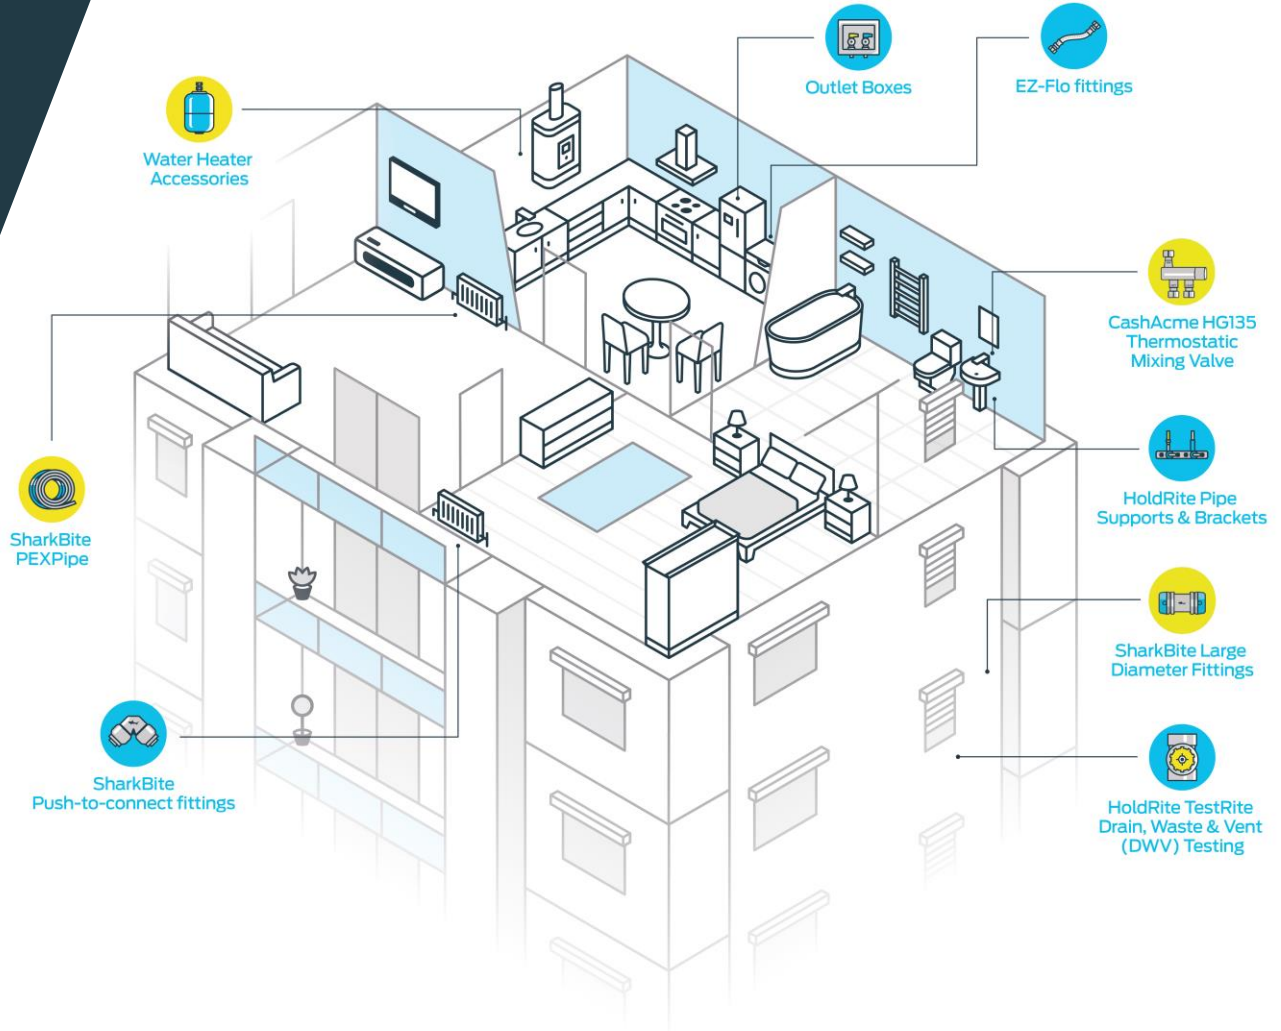 Outlet Boxes
EZ-Flo fittings
Water Heater
Accessories
CashAcme HG135
Thermostatic
Mixing Valve
HoldRite Pipe
Supports & Brackets
SharkBite
PEXPipe
SharkBite Large
Diameter Fittings
SharkBite
Push-to-connect fittings
HoldRite TestRite
Drain, Waste & Vent
(DWV) Testing